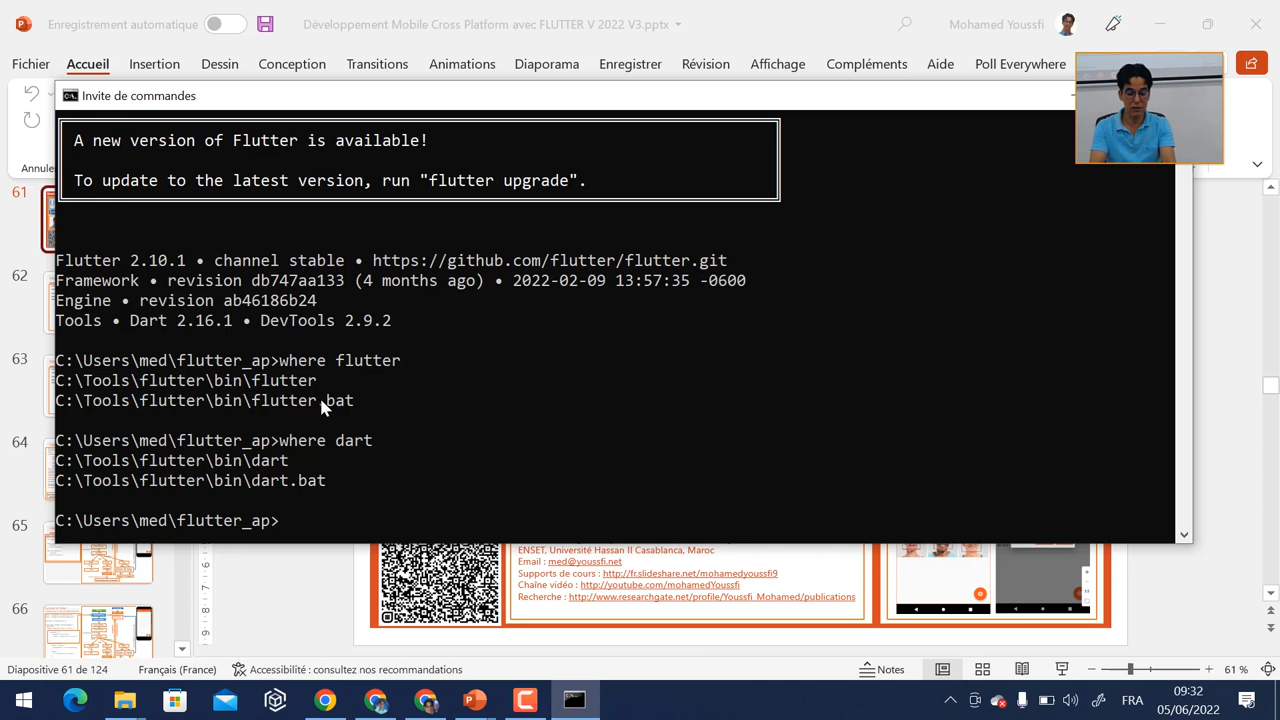 Enregistrement automatique
Développement Mobile Cross Platform avec FLUTTER V 2022 V3.pptx
Mohamed Youssfi
Fichier Accueil Insertion Dessin Conception Transitions Animations Diaporama Enregistrer Révision Affichage Compléments Aide Poll Everywhere
Invite de commandes
A new version of Flutter is available!
To update to the latest version, run "flutter upgrade".
Annuler
61
Flutter 2.10.1 • channel stable • https://github.com/flutter/flutter.git
Framework • revision db747aa133 (4 months ago) • 2022-02-09 13:57:35 -0600
Engine • revision ab46186b24
Tools • Dart 2.16.1 • DevTools 2.9.2
62
C:\Users\med\flutter_ap>where flutter
C:\Tools\flutter\bin\flutter
C:\Tools\flutter\bin\flutter.bat
63
C:\Users\med\flutter_ap>where dart
C:\Tools\flutter\bin\dart
C:\Tools\flutter\bin\dart.bat
64
C:\Users\med\flutter_ap>
65
66
ENSET, Université Hassan II Casablanca, Maroc
Email : med@youssfi.net
Supports de cours : http://fr.slideshare.net/mohamedyoussfi9
Chaîne vidéo : http://youtube.com/mohamedYoussfi
Recherche : http://www.researchgate.net/profile/Youssfi_Mohamed/publications
Diapositive 61 de 124 Français (France) Accessibilité : consultez nos recommandations Notes 61 %
FRA
09:32
05/06/2022